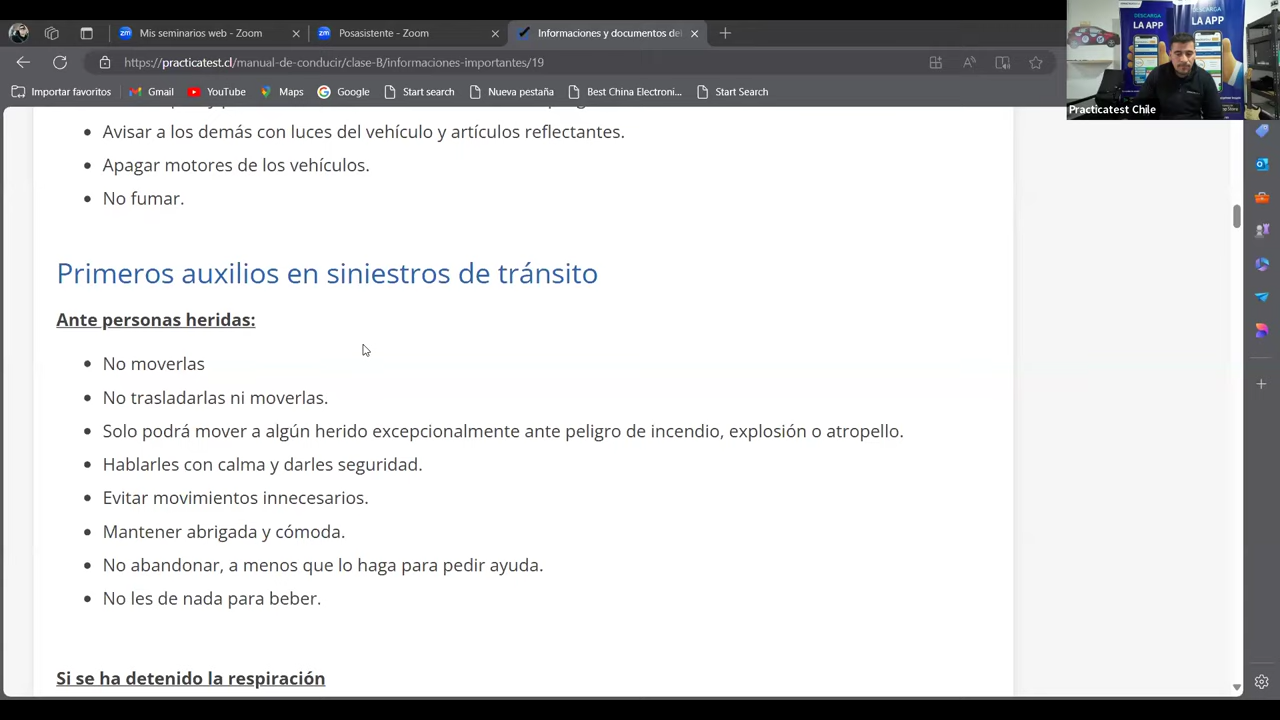 Mis seminarios web - Zoom
Posasistente - Zoom
Informaciones y documentos del
https://practicatest.cl/manual-de-conducir/clase-B/informaciones-importantes/19
Importar favoritos
Gmail
YouTube
Maps
Google
Start search
Nueva pestaña
Best China Electroni...
Start Search
DESCARGA
LA APP
DESCARGA
LA APP
Practicatest Chile
Avisar a los demás con luces del vehículo y artículos reflectantes.
Apagar motores de los vehículos.
No fumar.
Primeros auxilios en siniestros de tránsito
Ante personas heridas:
No moverlas
No trasladarlas ni moverlas.
Solo podrá mover a algún herido excepcionalmente ante peligro de incendio, explosión o atropello.
Hablarles con calma y darles seguridad.
Evitar movimientos innecesarios.
Mantener abrigada y cómoda.
No abandonar, a menos que lo haga para pedir ayuda.
No les de nada para beber.
Si se ha detenido la respiración